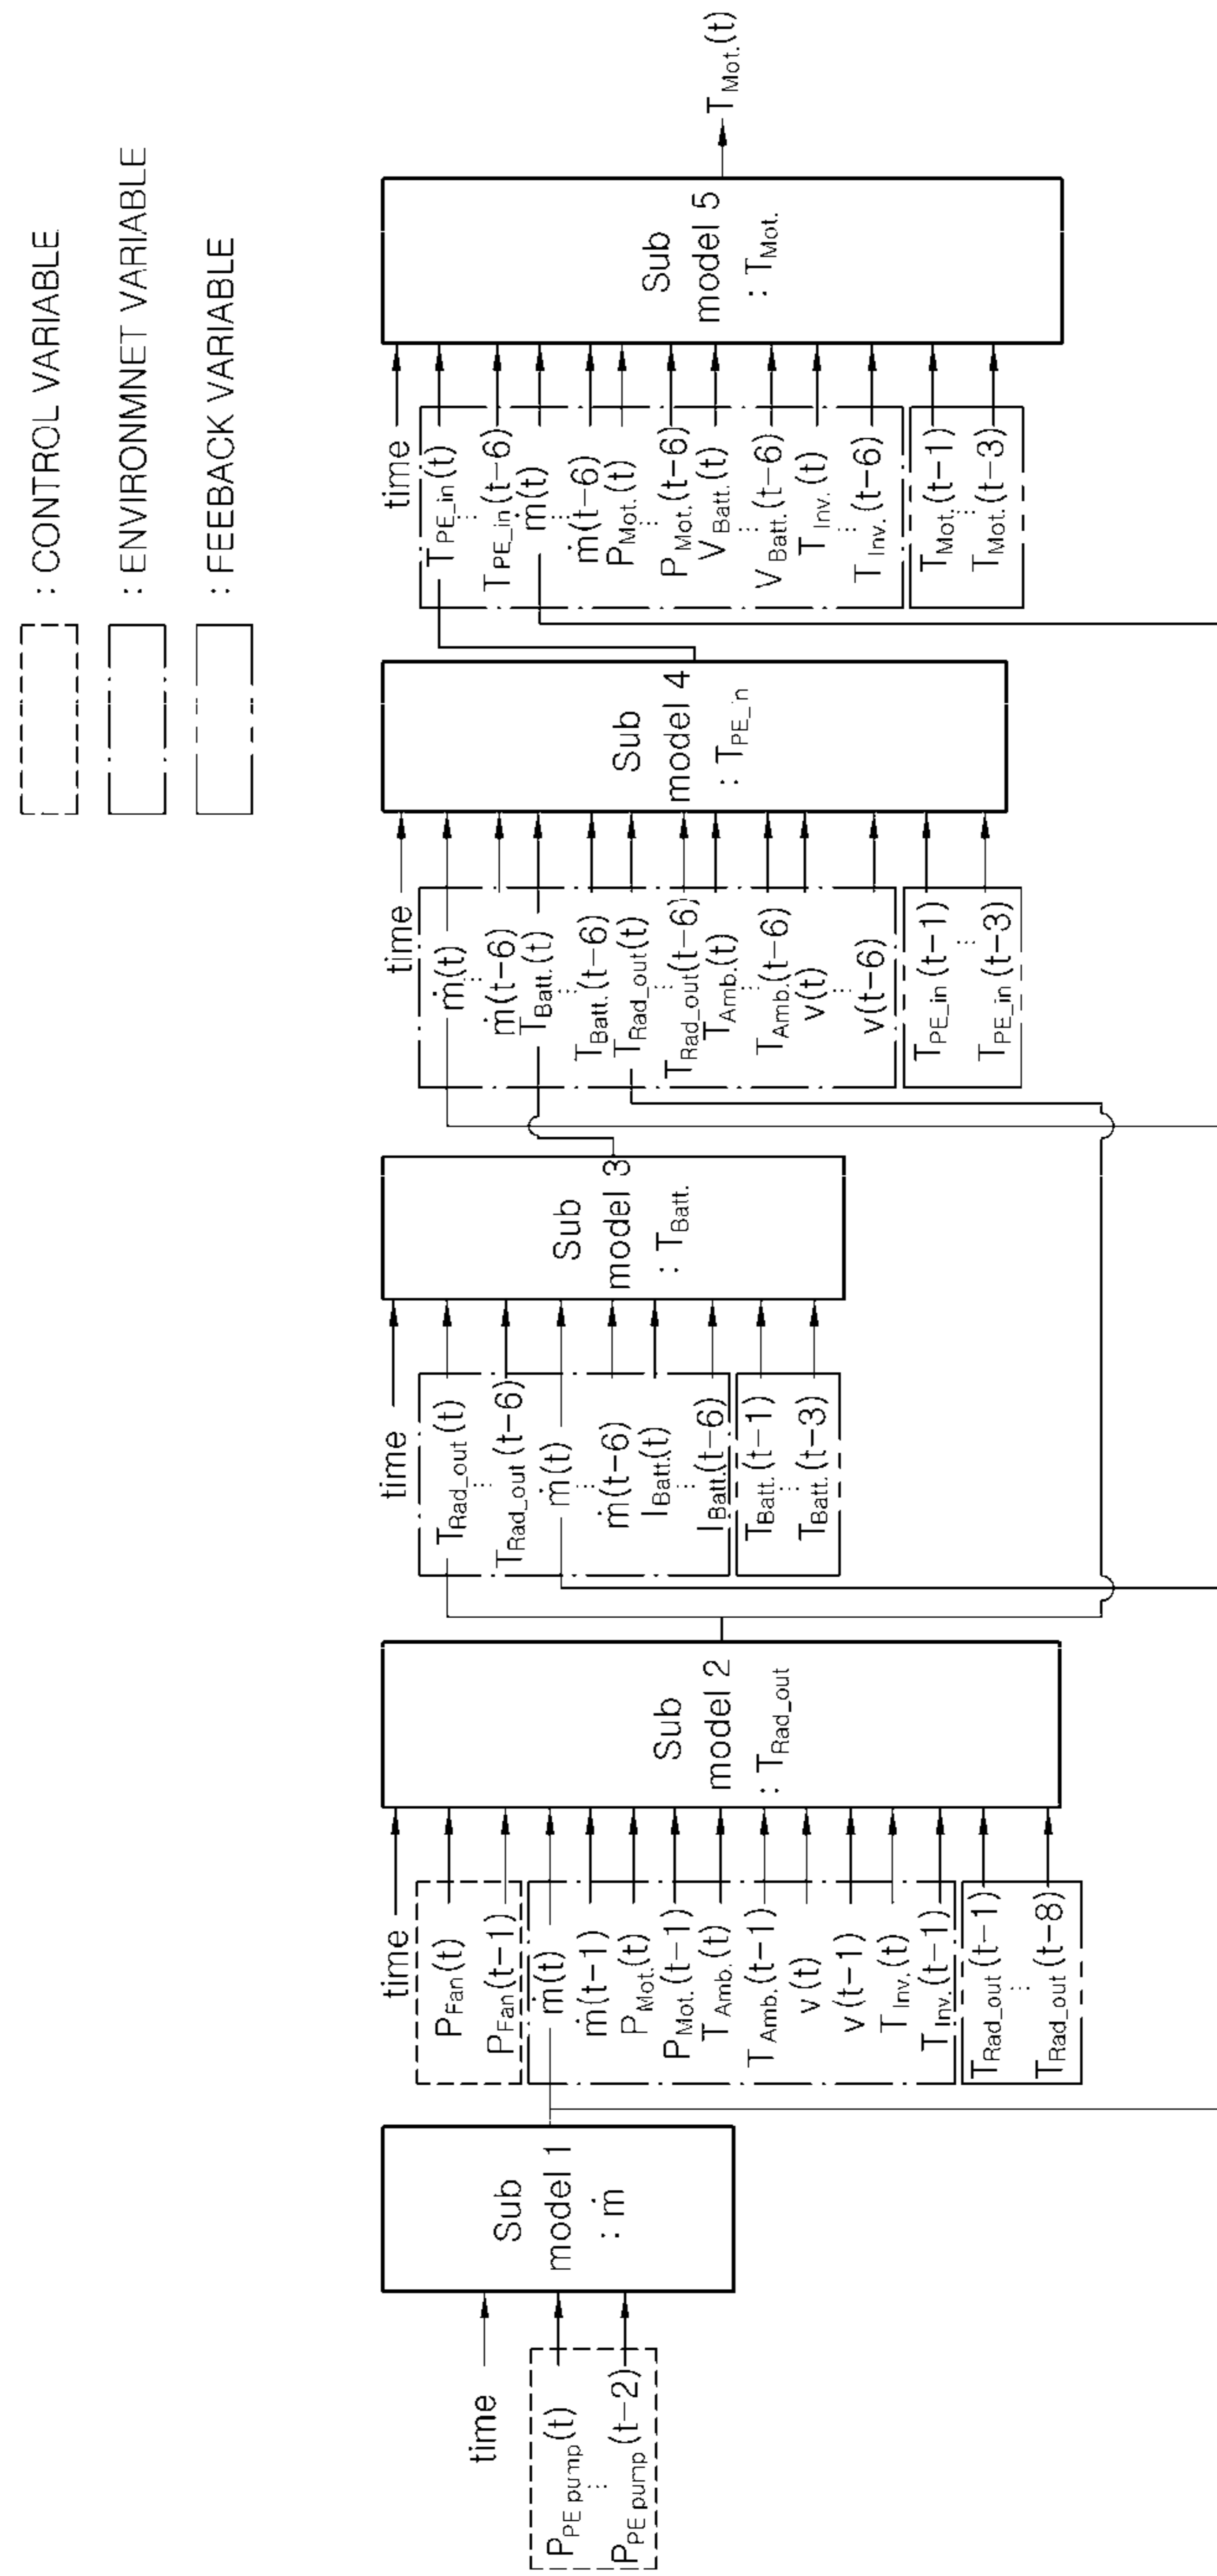 : CONTROL VARIABLE
: ENVIRONMNET VARIABLE
: FEEBACK VARIABLE
time
P_PE pump (t)
⋮
P_PE pump (t-2)
Sub
model 1
: ṁ
time
P_Fan(t)
P_Fan(t-1)
ṁ(t)
ṁ(t-1)
P_Mot.(t)
P_Mot.(t-1)
T_Amb.(t)
T_Amb.(t-1)
v(t)
v(t-1)
T_Inv.(t)
T_Inv.(t-1)
T_Rad_out(t-1)
⋮
T_Rad_out(t-8)
Sub
model 2
: T_Rad_out
time
T_Rad_out(t)
⋮
T_Rad_out(t-6)
ṁ(t)
⋮
ṁ(t-6)
I_Batt.(t)
⋮
I_Batt.(t-6)
T_Batt.(t-1)
⋮
T_Batt.(t-3)
Sub
model 3
: T_Batt.
time
ṁ(t)
⋮
ṁ(t-6)
T_Batt.(t)
⋮
T_Batt.(t-6)
T_Rad_out(t)
⋮
T_Rad_out(t-6)
T_Amb.(t)
⋮
T_Amb.(t-6)
v(t)
⋮
v(t-6)
T_PE_in(t-1)
⋮
T_PE_in(t-3)
Sub
model 4
: T_PE_in
time
T_PE_in(t)
⋮
T_PE_in(t-6)
ṁ(t)
⋮
ṁ(t-6)
P_Mot.(t)
⋮
P_Mot.(t-6)
V_Batt.(t)
⋮
V_Batt.(t-6)
T_Inv.(t)
⋮
T_Inv.(t-6)
T_Mot.(t-1)
⋮
T_Mot.(t-3)
Sub
model 5
: T_Mot.
T_Mot.(t)